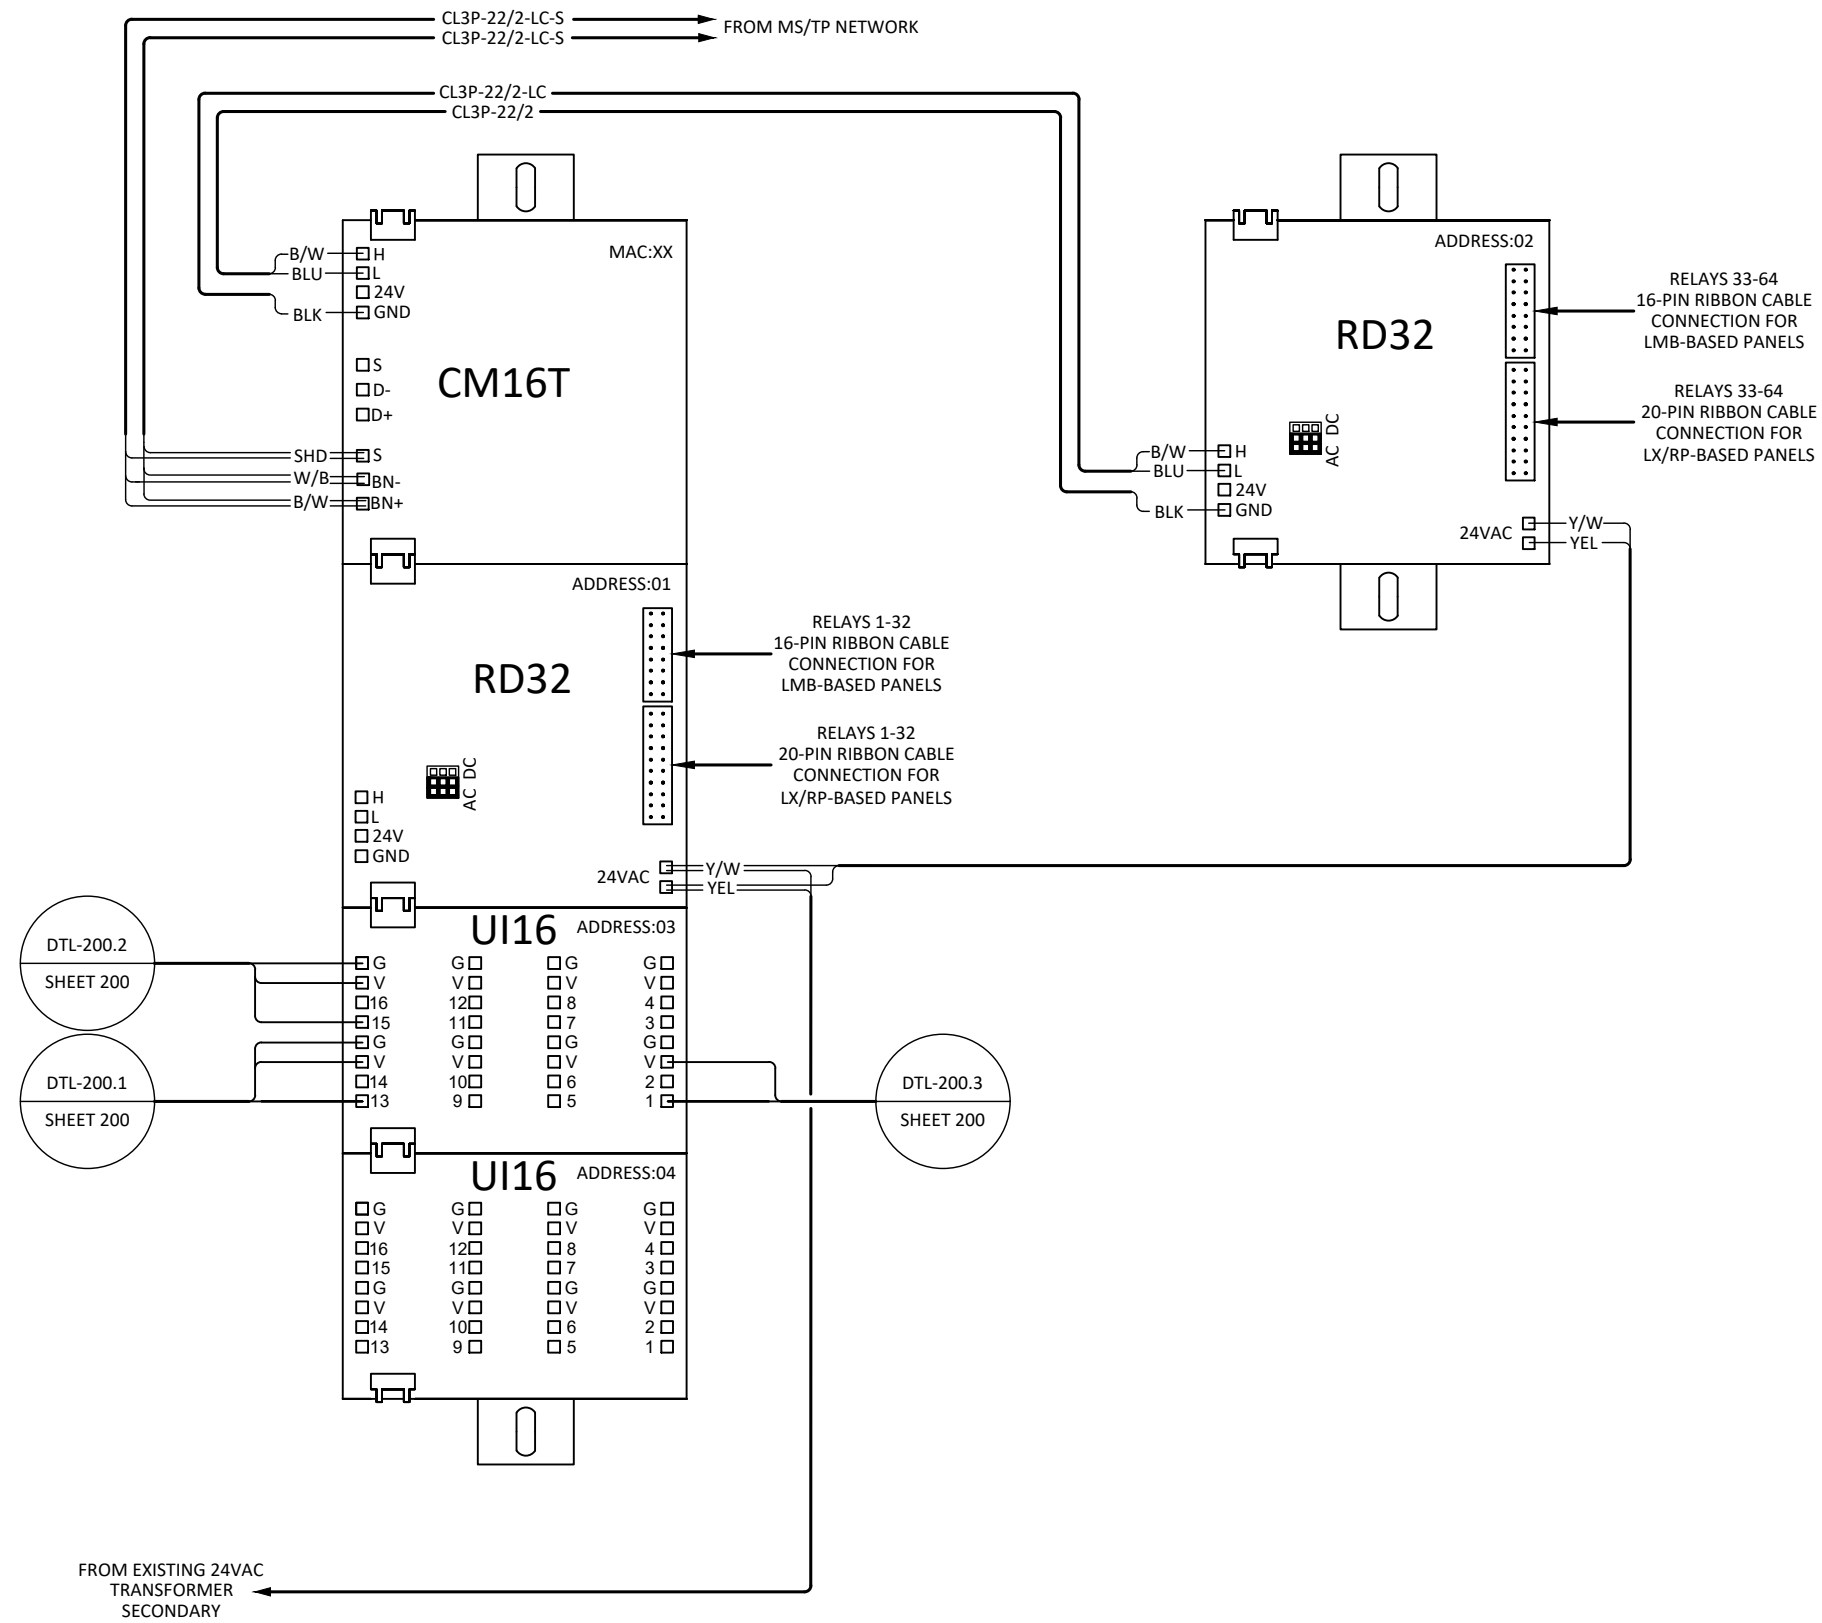 CL3P-22/2-LC-S
CL3P-22/2-LC-S
FROM MS/TP NETWORK
CL3P-22/2-LC
CL3P-22/2
MAC:XX
B/W H
BLU L
24V
BLK GND
S
D-
D+
CM16T
SHD S
W/B BN-
B/W BN+
ADDRESS:02
RD32
RELAYS 33-64
16-PIN RIBBON CABLE
CONNECTION FOR
LMB-BASED PANELS
RELAYS 33-64
20-PIN RIBBON CABLE
CONNECTION FOR
LX/RP-BASED PANELS
AC DC
B/W H
BLU L
24V
BLK GND
24VAC
Y/W
YEL
ADDRESS:01
RD32
RELAYS 1-32
16-PIN RIBBON CABLE
CONNECTION FOR
LMB-BASED PANELS
RELAYS 1-32
20-PIN RIBBON CABLE
CONNECTION FOR
LX/RP-BASED PANELS
AC DC
H
L
24V
GND
24VAC
Y/W
YEL
UI16 ADDRESS:03
DTL-200.2
SHEET 200
G G G G
V V V V
16 12 8 4
15 11 7 3
G G G G
V V V V
14 10 6 2
13 9 5 1
DTL-200.1
SHEET 200
DTL-200.3
SHEET 200
UI16 ADDRESS:04
G G G G
V V V V
16 12 8 4
15 11 7 3
G G G G
V V V V
14 10 6 2
13 9 5 1
FROM EXISTING 24VAC
TRANSFORMER
SECONDARY